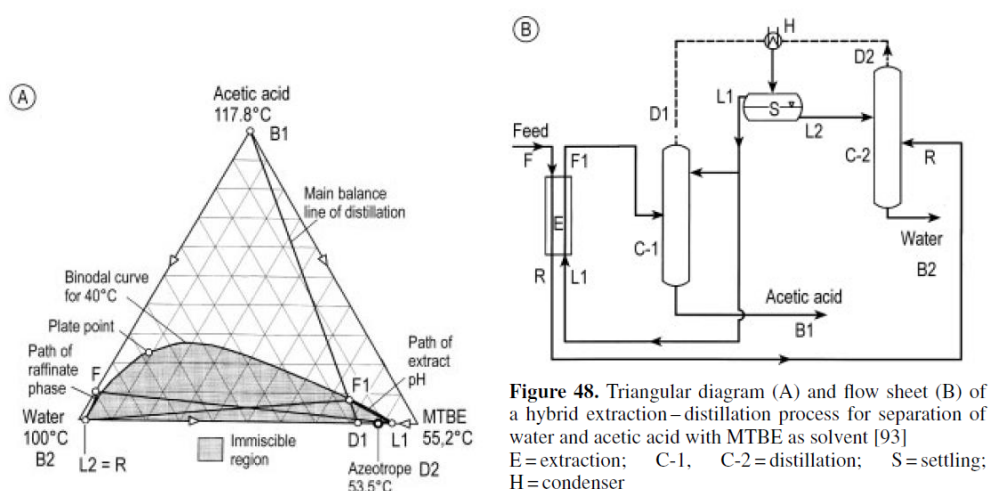 A
Acetic acid
117.8°C
B1
Main balance
line of distillation
Binodal curve
for 40°C
Plate point
Path of
raffinate
phase
F
Path of
extract
pH
F1
Water
100°C
B2
L2 = R
Immiscible
region
D1
L1
MTBE
55,2°C
Azeotrope
D2
53.5°C
B
H
D2
L1
S
L2
D1
Feed
F
F1
C-2
R
E
C-1
R
L1
Water
B2
Acetic acid
B1
Figure 48. Triangular diagram (A) and flow sheet (B) of
a hybrid extraction – distillation process for separation of
water and acetic acid with MTBE as solvent [93]
E = extraction; C-1, C-2 = distillation; S = settling;
H = condenser